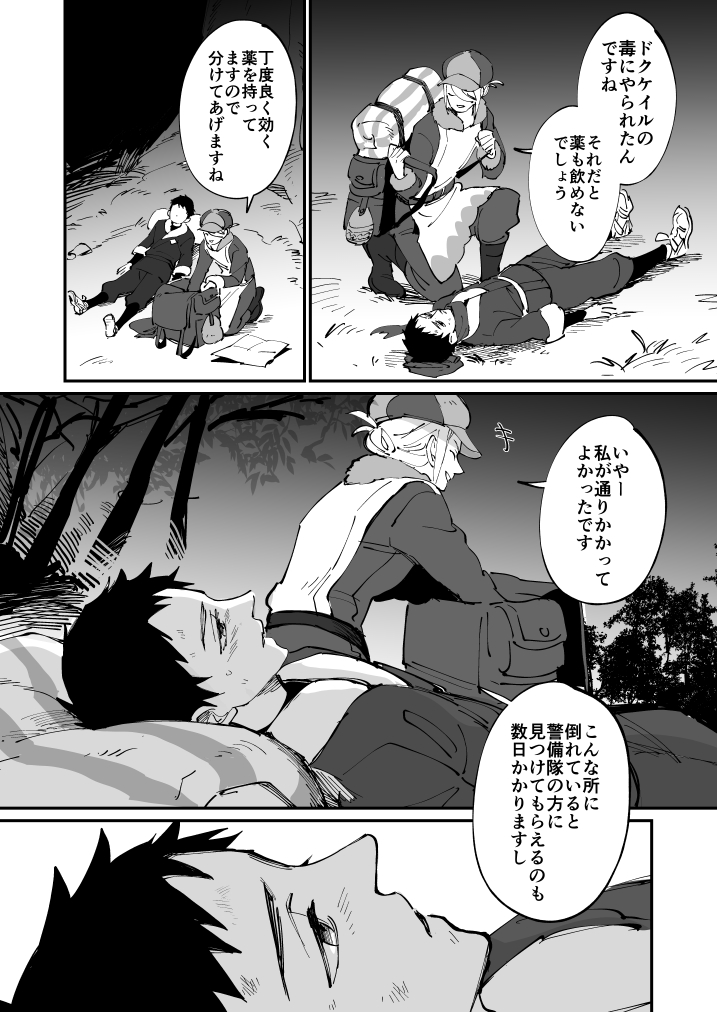 ドクケイルの
毒にやられたん
ですね
それだと
薬も飲めない
でしょう
丁度良く効く
薬を持って
ますので
分けてあげますね
いやー
私が通りかかって
よかったです
こんな所に
倒れていると
警備隊の方に
見つけてもらえるのも
数日かかりますし